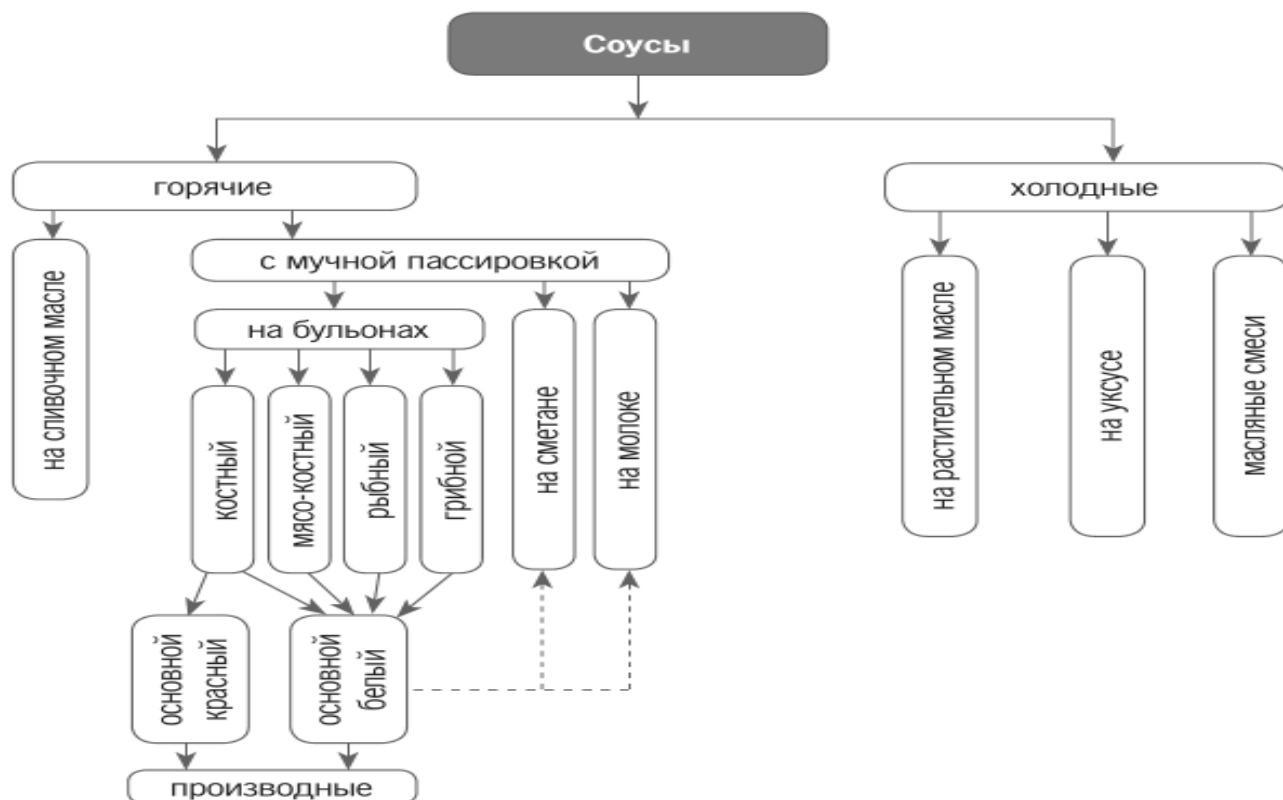 Соусы
горячие
холодные
на сливочном масле
с мучной пассировкой
на бульонах
костный
мясо-костный
рыбный
грибной
на сметане
на молоке
на растительном масле
на уксусе
масляные смеси
основной
красный
основной
белый
производные